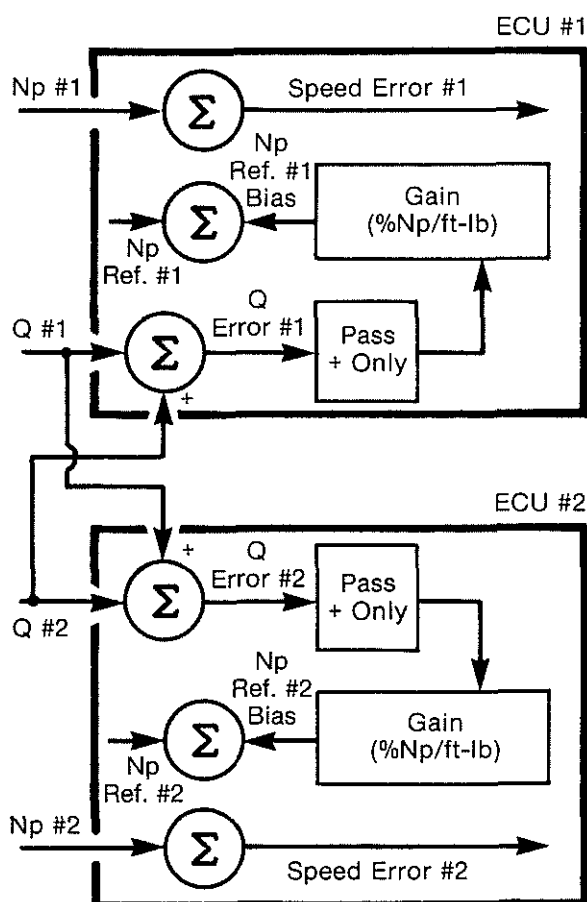 ECU #1
Np #1
Speed Error #1
Σ
Np
Ref. #1
Bias
Gain
(%Np/ft-lb)
Σ
Np
Ref. #1
Q #1
Q
Error #1
Pass
+ Only
Σ
+
ECU #2
+
Q
Error #2
Pass
+ Only
Σ
Q #2
Np
Ref. #2
Bias
Gain
(%Np/ft-lb)
Σ
Np
Ref. #2
Np #2
Σ
Speed Error #2